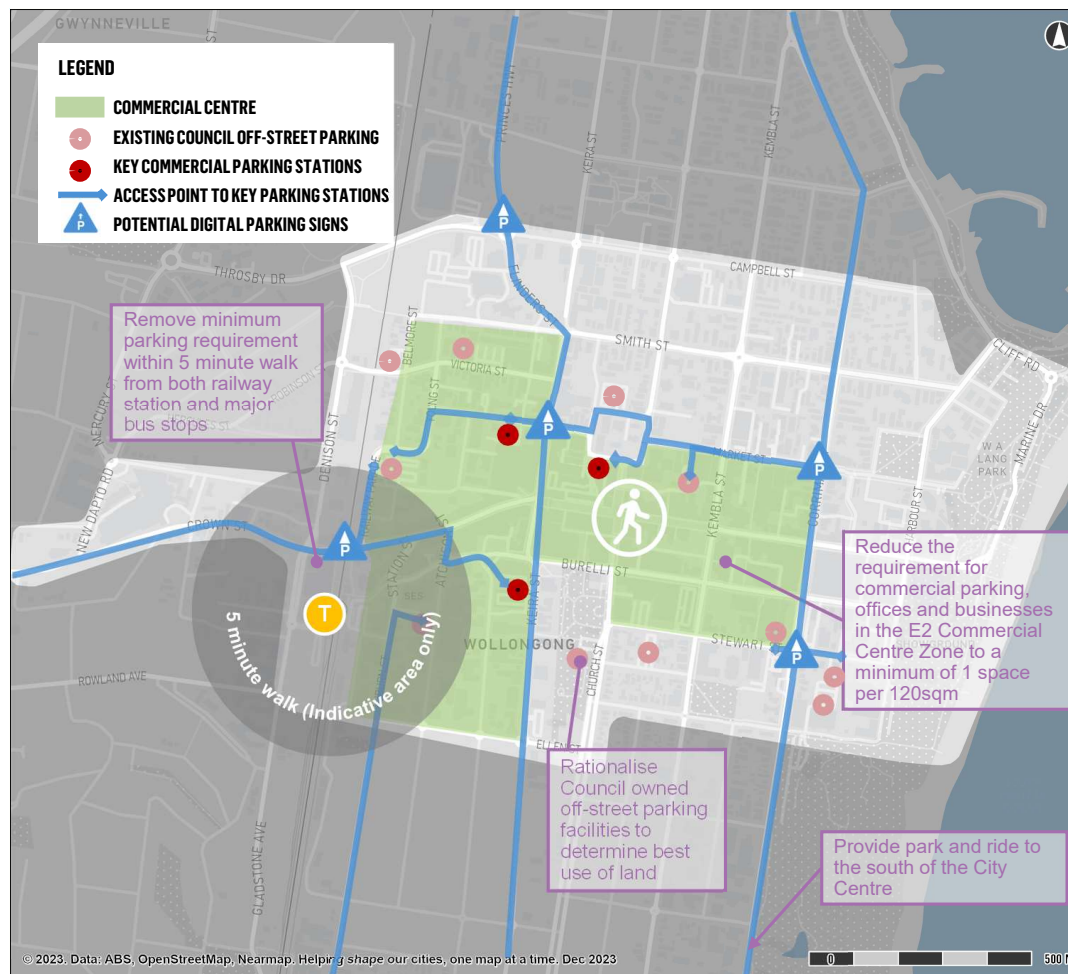 GWYNNEVILLE
ST
PRINCES HWY
KEIRA ST
KEMBLA ST
LEGEND
COMMERCIAL CENTRE
EXISTING COUNCIL OFF-STREET PARKING
KEY COMMERCIAL PARKING STATIONS
ACCESS POINT TO KEY PARKING STATIONS
P
POTENTIAL DIGITAL PARKING SIGNS
P
THROSBY DR
CAMPBELL ST
FLINDERS ST
BELMORE ST
SMITH ST
CLIFF RD
Remove minimum
parking requirement
within 5 minute walk
from both railway
station and major
bus stops
VICTORIA ST
MERCURY ST
DENISON ST
MARINE DR
P
W A
LANG
PARK
MARKET ST
P
KEMBLA ST
NEW DAPTO RD
CROWN ST
P
STATION ST
BURELLI ST
KEIRA ST
Reduce the
requirement for
commercial parking,
offices and businesses
in the E2 Commercial
Centre Zone to a
minimum of 1 space
per 120sqm
T
5 minute walk (Indicative area only)
WOLLONGONG
STEWART
P
CHURCH ST
ROWLAND AVE
ELLEN ST
Rationalise
Council owned
off-street parking
facilities to
determine best
use of land
Provide park and ride to
the south of the City
Centre
GLADSTONE AVE
© 2023. Data: ABS, OpenStreetMap, Nearmap. Helping shape our cities, one map at a time. Dec 2023
0
500